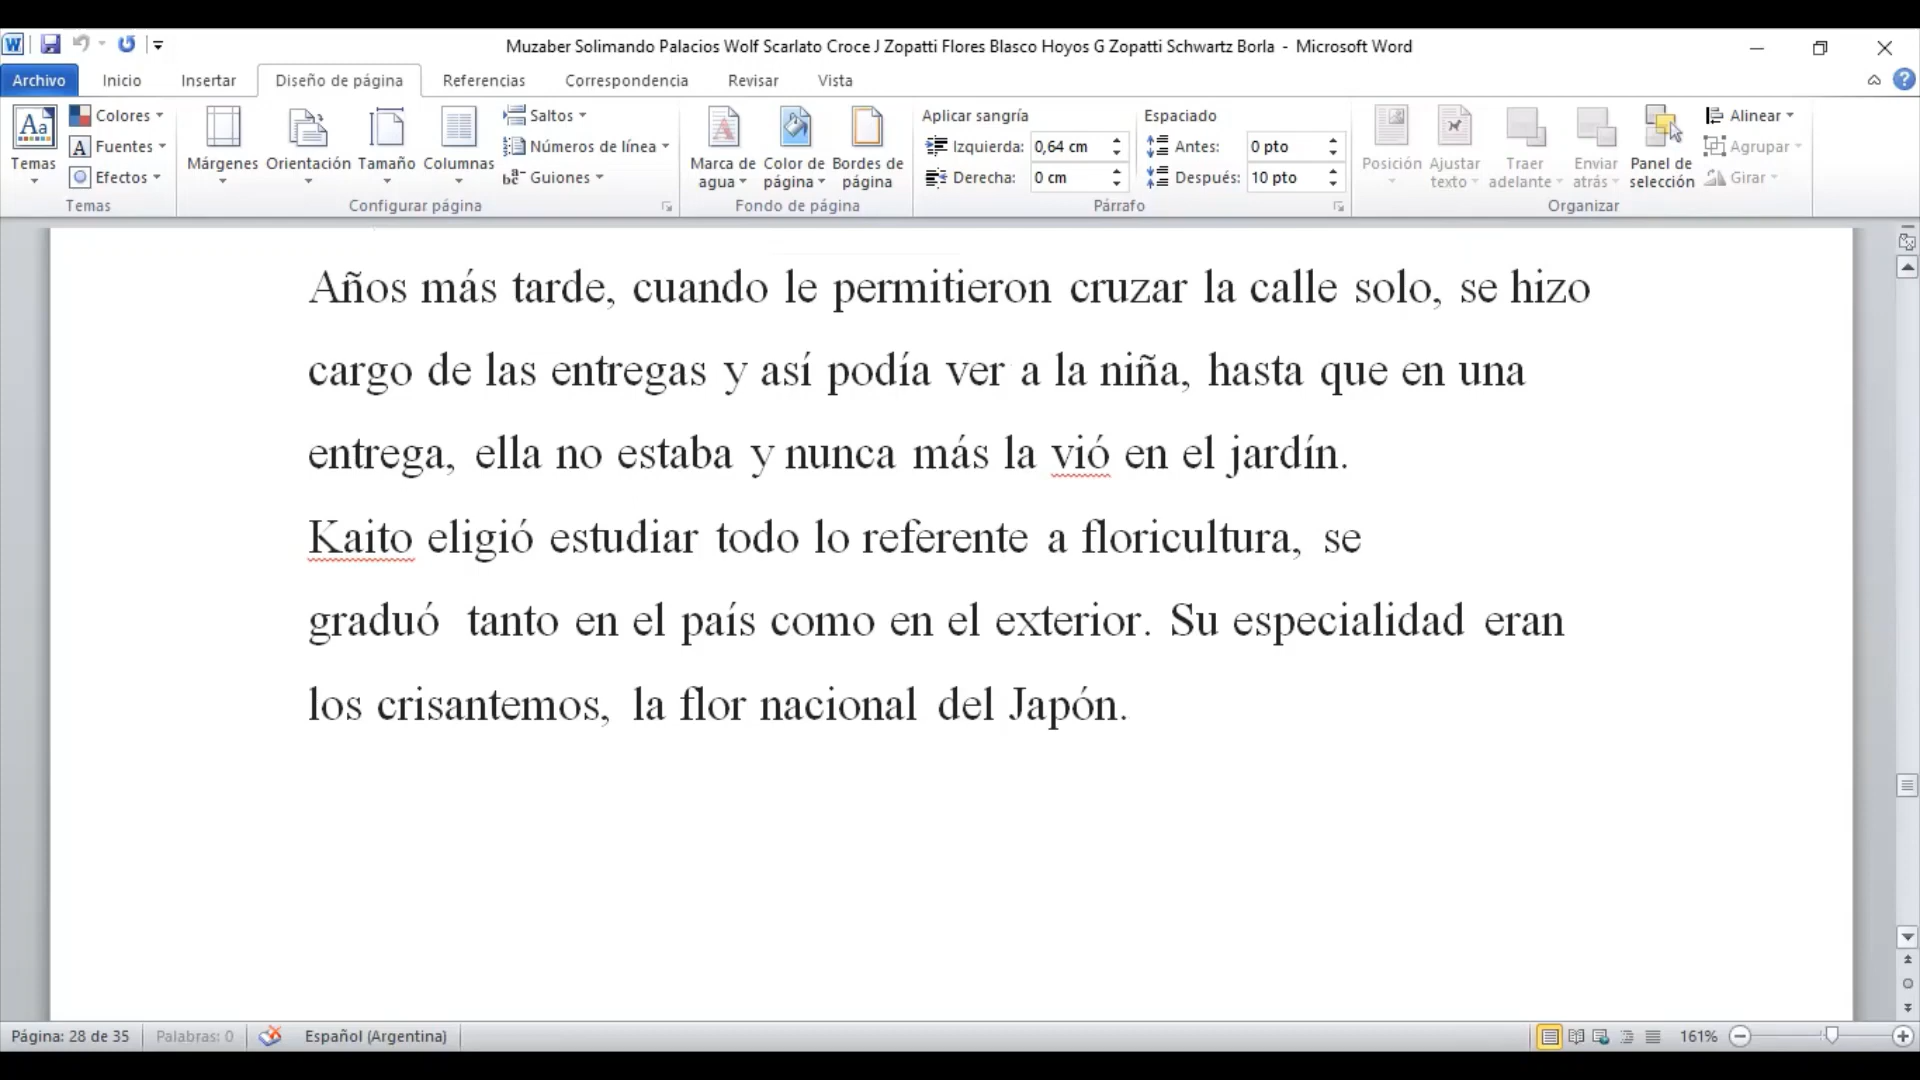 Muzaber Solimando Palacios Wolf Scarlato Croce J Zopatti Flores Blasco Hoyos G Zopatti Schwartz Borla - Microsoft Word
Archivo Inicio Insertar Diseño de página Referencias Correspondencia Revisar Vista
Temas
Colores
Fuentes
Efectos
Temas
Márgenes Orientación Tamaño Columnas
Saltos
Números de línea
Guiones
Configurar página
Marca de agua
Color de página
Bordes de página
Fondo de página
Aplicar sangría
Izquierda: 0,64 cm
Derecha: 0 cm
Espaciado
Antes: 0 pto
Después: 10 pto
Párrafo
Posición
Ajustar texto
Traer adelante
Enviar atrás
Panel de selección
Alinear
Agrupar
Girar
Organizar
Años más tarde, cuando le permitieron cruzar la calle solo, se hizo
cargo de las entregas y así podía ver a la niña, hasta que en una
entrega, ella no estaba y nunca más la vió en el jardín.
Kaito eligió estudiar todo lo referente a floricultura, se
graduó tanto en el país como en el exterior. Su especialidad eran
los crisantemos, la flor nacional del Japón.
Página: 28 de 35 Palabras: 0 Español (Argentina) 161%